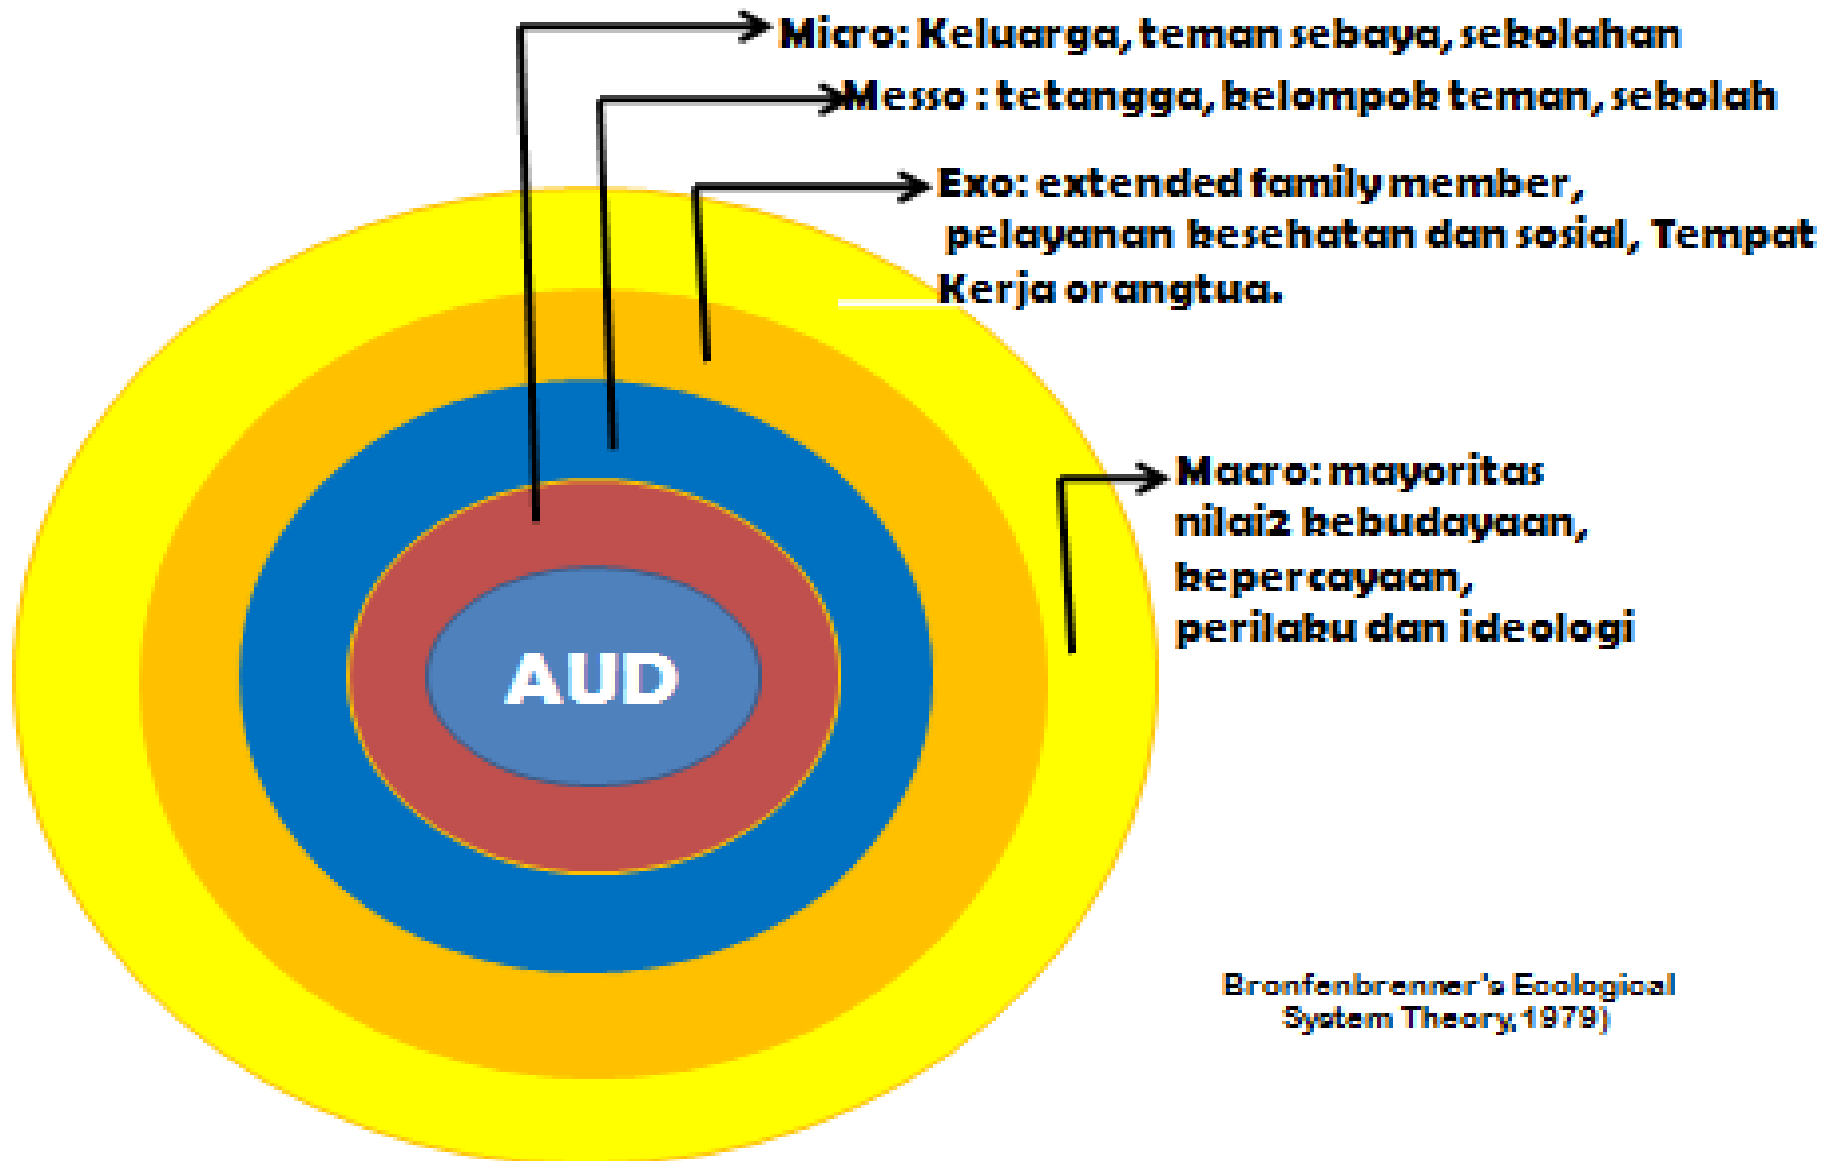 Micro: Keluarga, teman sebaya, sekolahan
Messo : tetangga, kelompok teman, sekolah
Exo: extended family member,
pelayanan kesehatan dan sosial, Tempat
Kerja orangtua.
Macro: mayoritas
nilai2 kebudayaan,
kepercayaan,
perilaku dan ideologi
AUD
Bronfenbrenner's Ecological
System Theory, 1979)